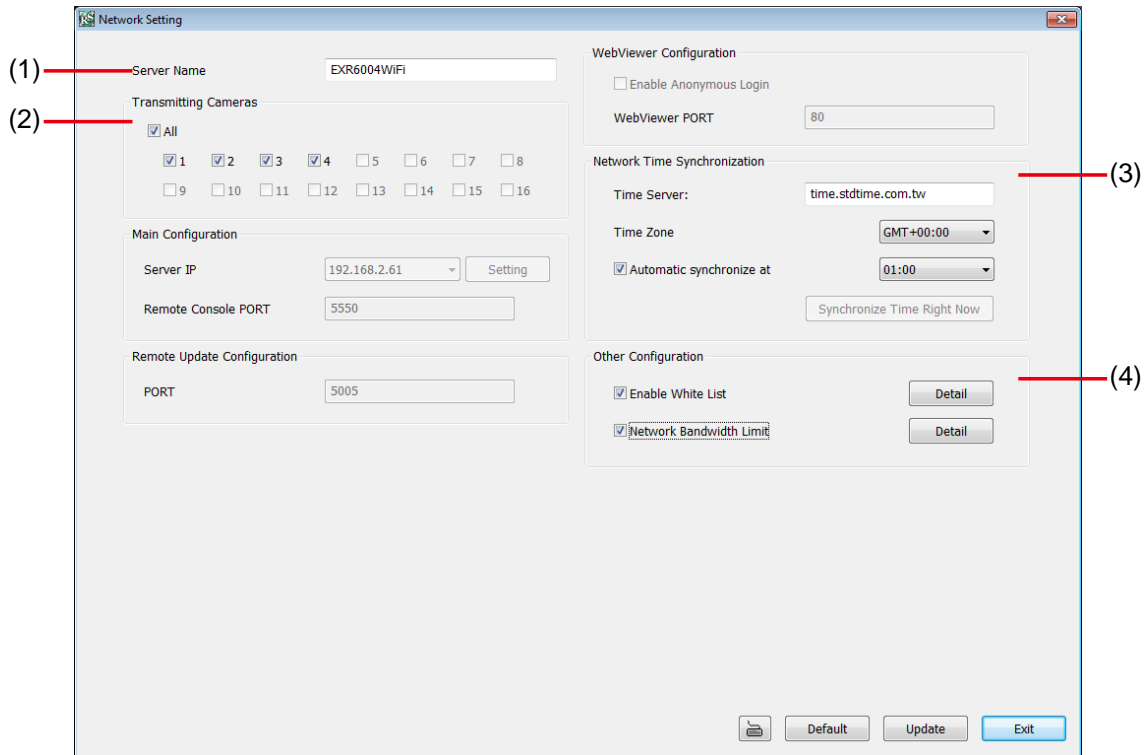 Network Setting
(1)
Server Name
EXR6004WiFi
(2)
Transmitting Cameras
All
1 2 3 4 5 6 7 8
9 10 11 12 13 14 15 16
Main Configuration
Server IP
192.168.2.61
Setting
Remote Console PORT
5550
Remote Update Configuration
PORT
5005
WebViewer Configuration
Enable Anonymous Login
WebViewer PORT
80
Network Time Synchronization
(3)
Time Server:
time.stdtime.com.tw
Time Zone
GMT+00:00
Automatic synchronize at
01:00
Synchronize Time Right Now
Other Configuration
(4)
Enable White List
Detail
Network Bandwidth Limit
Detail
Default
Update
Exit